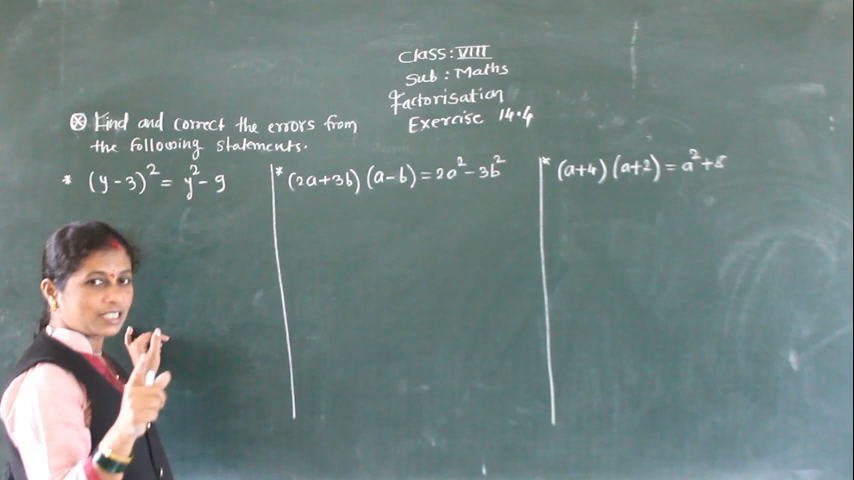 Class: VIII
Sub: Maths
Factorisation
Exercise 14.4
⊛ Find and correct the errors from
the following statements.
* (y-3)² = y² - 9
* (2a+3b)(a-b) = 2a² - 3b²
* (a+4)(a+2) = a² + 8